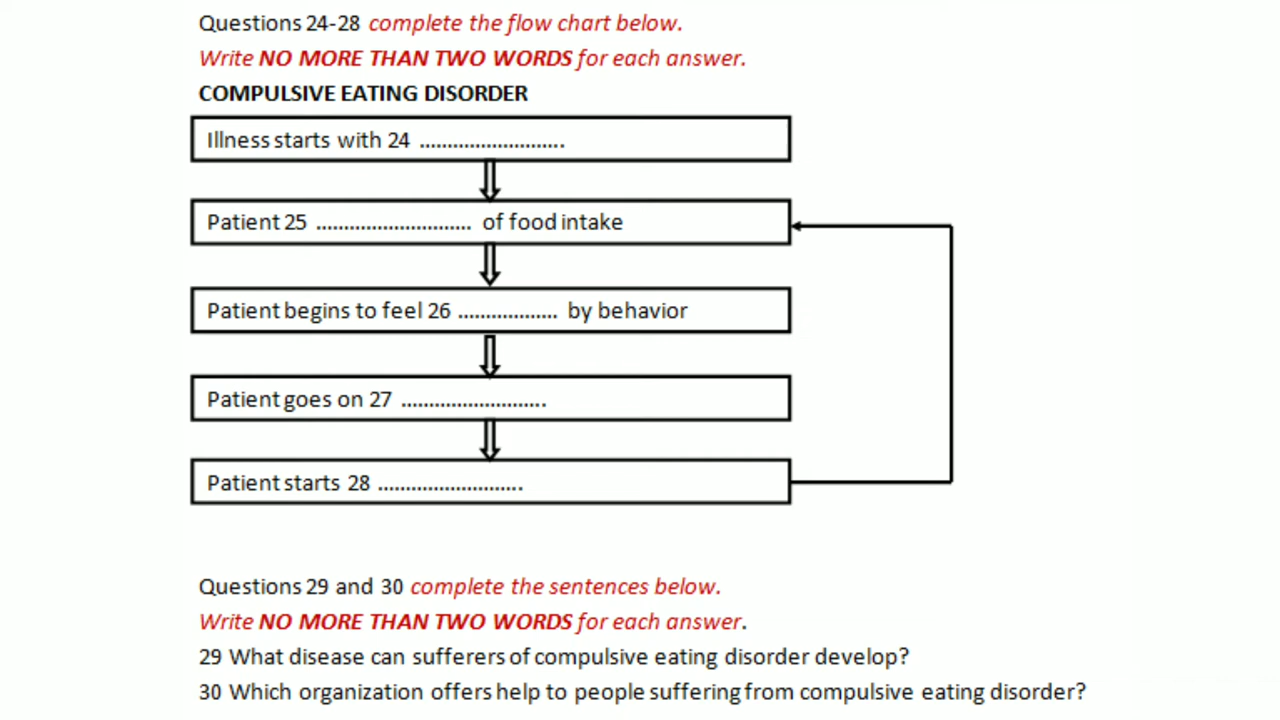 Questions 24-28 complete the flow chart below.
Write NO MORE THAN TWO WORDS for each answer.
COMPULSIVE EATING DISORDER
Illness starts with 24 ..........................
Patient 25 ............................ of food intake
Patient begins to feel 26 .................. by behavior
Patient goes on 27 ..........................
Patient starts 28 ..........................
Questions 29 and 30 complete the sentences below.
Write NO MORE THAN TWO WORDS for each answer.
29 What disease can sufferers of compulsive eating disorder develop?
30 Which organization offers help to people suffering from compulsive eating disorder?